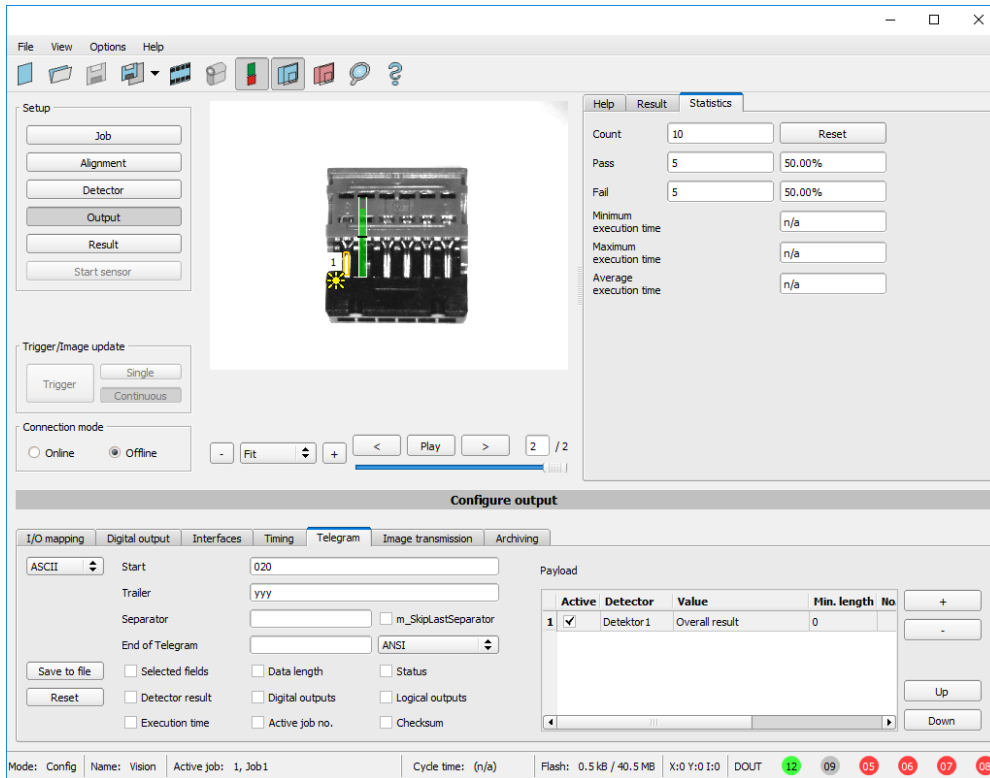 File View Options Help
Setup
Job
Alignment
Detector
Output
Result
Start sensor
Trigger/Image update
Trigger
Single
Continuous
Connection mode
Online Offline
1
- Fit + < Play > 2 / 2
Help Result Statistics
Count 10 Reset
Pass 5 50.00%
Fail 5 50.00%
Minimum
execution time n/a
Maximum
execution time n/a
Average
execution time n/a
Configure output
I/O mapping Digital output Interfaces Timing Telegram Image transmission Archiving
ASCII Start 020
Trailer yyy
Separator m_SkipLastSeparator
End of Telegram ANSI
Save to file Selected fields Data length Status
Reset Detector result Digital outputs Logical outputs
Execution time Active job no. Checksum
Payload
Active Detector Value Min. length No.
1 Detektor1 Overall result 0
+
-
Up
Down
Mode: Config Name: Vision Active job: 1, Job1 Cycle time: (n/a) Flash: 0.5 kB / 40.5 MB X:0 Y:0 I:0 DOUT 12 09 05 06 07 08